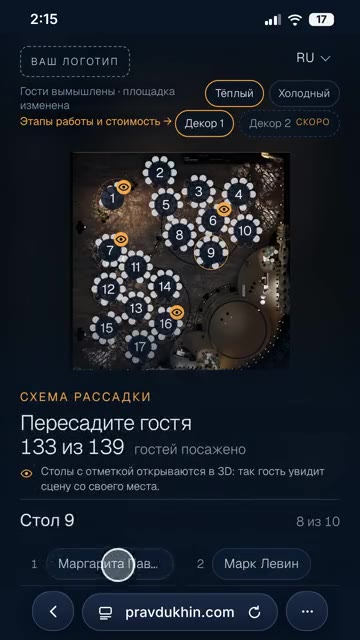 2:15
17
ВАШ ЛОГОТИП
RU
Гости вымышлены · площадка
изменена
Тёплый
Холодный
Этапы работы и стоимость →
Декор 1
Декор 2 СКОРО
1
2
3
4
5
6
7
8
9
10
11
12
13
14
15
16
17
СХЕМА РАССАДКИ
Пересадите гостя
133 из 139 гостей посажено
Столы с отметкой открываются в 3D: так гость увидит
сцену со своего места.
Стол 9
8 из 10
1 Маргарита Пав...
2 Марк Левин
pravdukhin.com